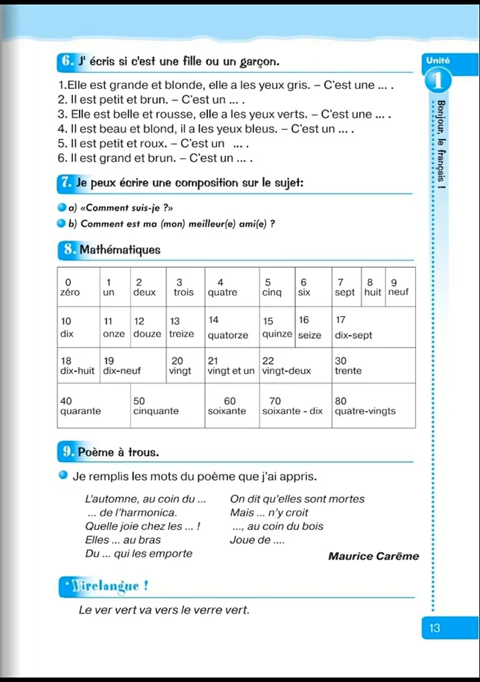 6. J' écris si c'est une fille ou un garçon.
1.Elle est grande et blonde, elle a les yeux gris. – C'est une ... .
2. Il est petit et brun. – C'est un ... .
3. Elle est belle et rousse, elle a les yeux verts. – C'est une ... .
4. Il est beau et blond, il a les yeux bleus. – C'est un ... .
5. Il est petit et roux. – C'est un ... .
6. Il est grand et brun. – C'est un ... .
7. Je peux écrire une composition sur le sujet:
a) «Comment suis-je ?»
b) Comment est ma (mon) meilleur(e) ami(e) ?
8. Mathématiques
0 1 2 3 4 5 6 7 8 9
zéro un deux trois quatre cinq six sept huit neuf
10 11 12 13 14 15 16 17
dix onze douze treize quatorze quinze seize dix-sept
18 19 20 21 22 30
dix-huit dix-neuf vingt vingt et un vingt-deux trente
40 50 60 70 80
quarante cinquante soixante soixante - dix quatre-vingts
9. Poème à trous.
Je remplis les mots du poème que j'ai appris.
L'automne, au coin du ...
... de l'harmonica.
Quelle joie chez les ... !
Elles ... au bras
Du ... qui les emporte
On dit qu'elles sont mortes
Mais ... n'y croit
..., au coin du bois
Joue de ....
Maurice Carême
Virelangue !
Le ver vert va vers le verre vert.
Unité
1
Bonjour, le français !
13